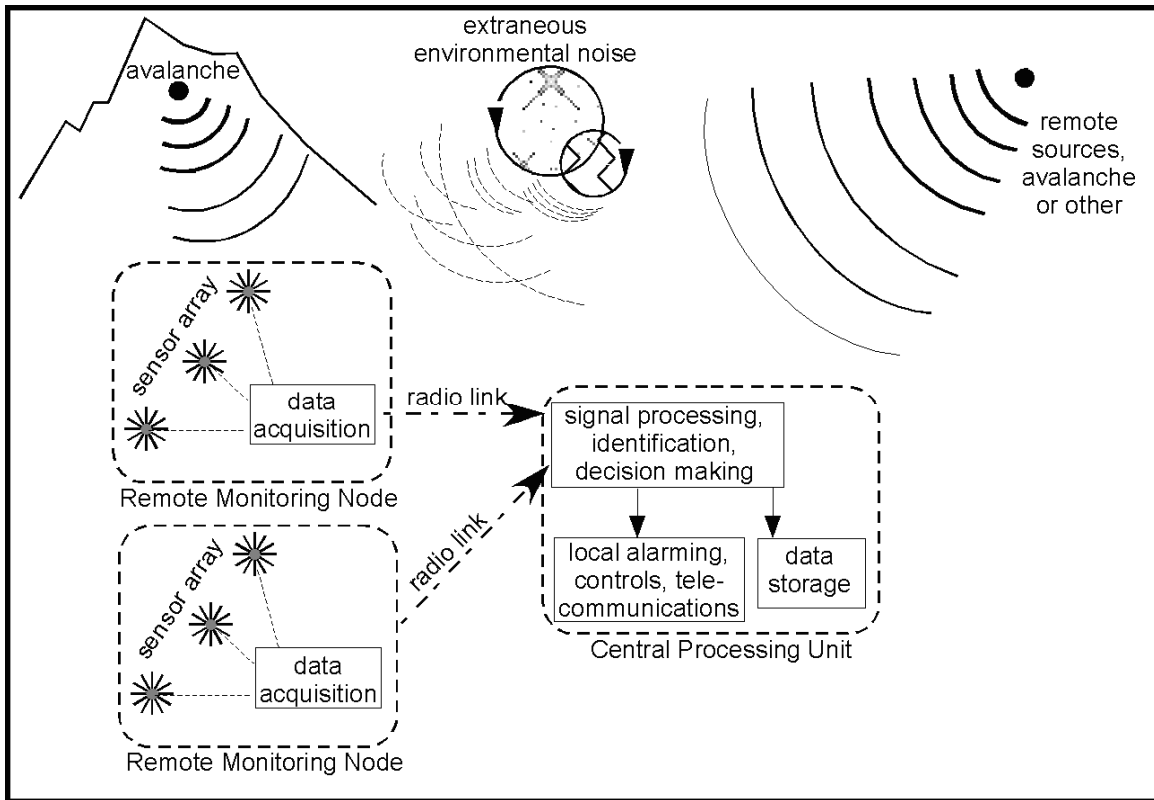 extraneous
environmental noise
avalanche
remote
sources,
avalanche
or other
sensor array
data
acquisition
Remote Monitoring Node
radio link
signal processing,
identification,
decision making
local alarming,
controls, tele-
communications
data
storage
Central Processing Unit
radio link
sensor array
data
acquisition
Remote Monitoring Node